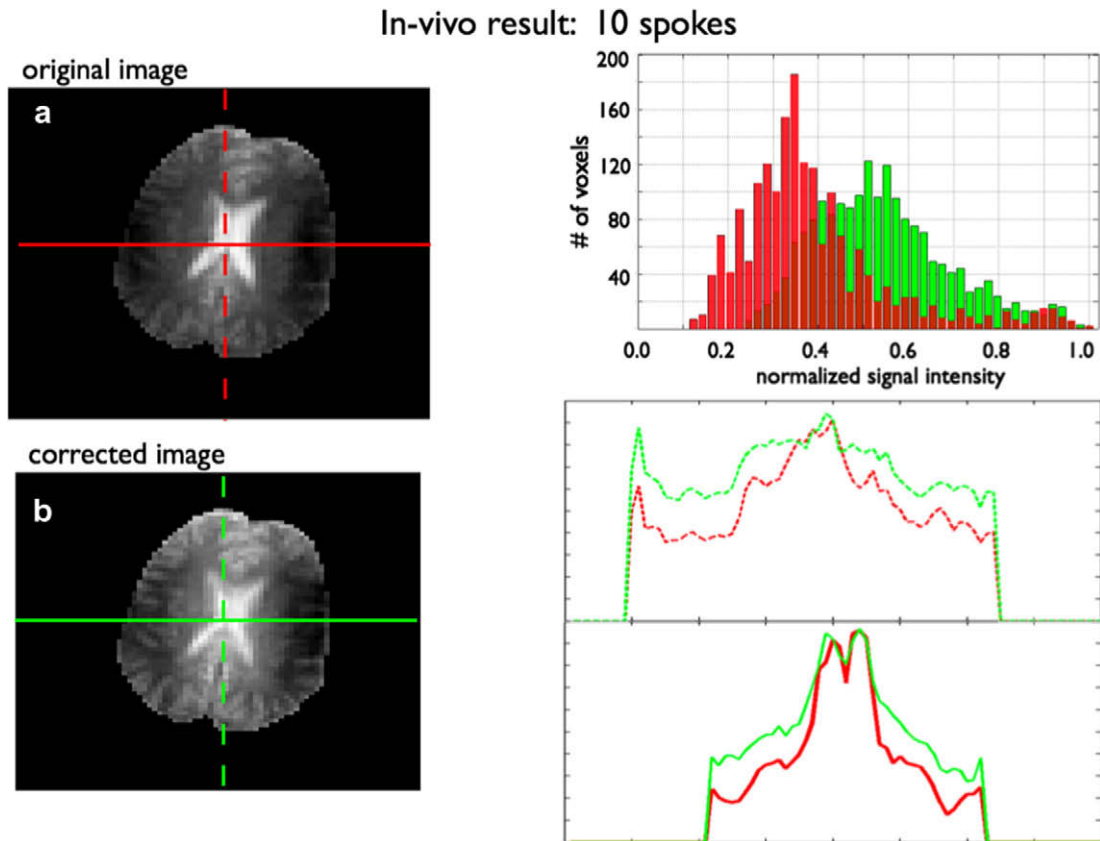 In-vivo result: 10 spokes
original image
a
corrected image
b
200
160
120
80
40
# of voxels
0.0 0.2 0.4 0.6 0.8 1.0
normalized signal intensity